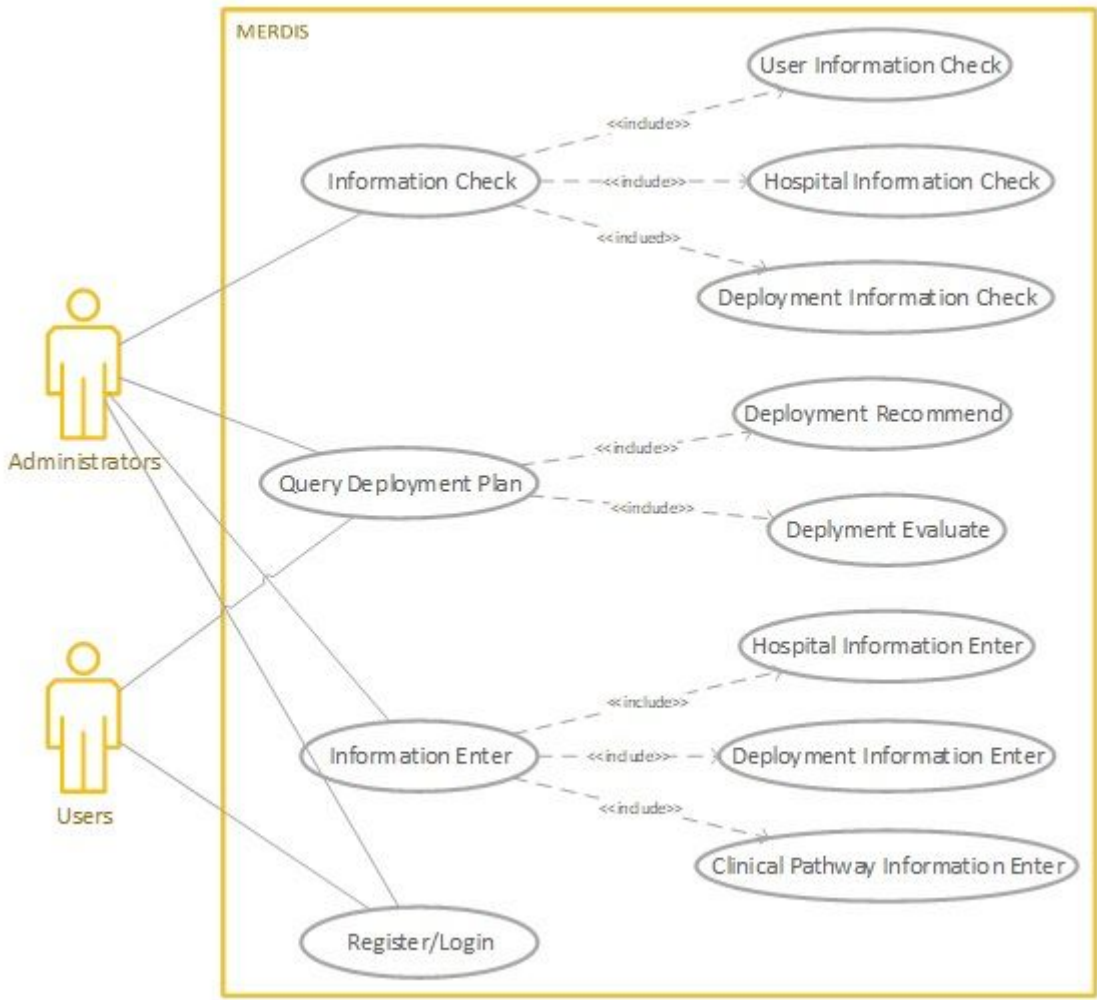 MERDIS
User Information Check
<<include>>
Information Check
<<include>>
Hospital Information Check
<<inclued>>
Deployment Information Check
Deployment Recommend
<<include>>
Administrators
Query Deployment Plan
<<include>>
Deplyment Evaluate
Hospital Information Enter
<<include>>
Information Enter
<<include>>
Deployment Information Enter
Users
<<include>>
Clinical Pathway Information Enter
Register/Login